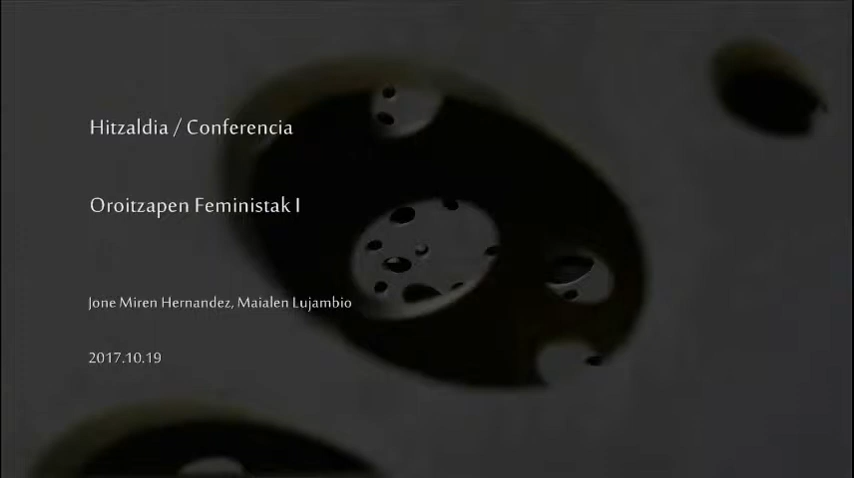 Hitzaldia / Conferencia
Oroitzapen Feministak I
Jone Miren Hernandez, Maialen Lujambio
2017.10.19